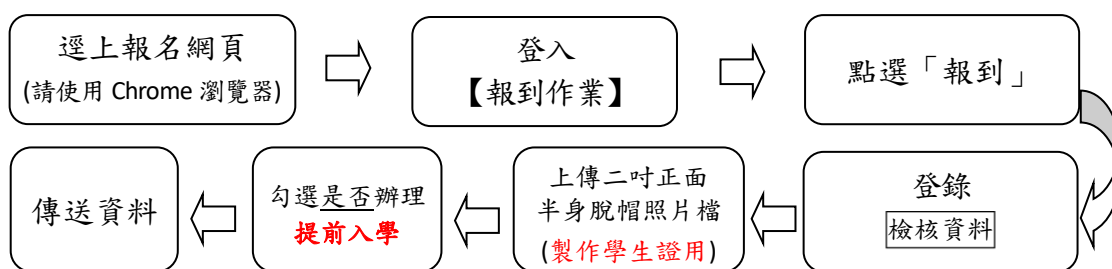 逕上報名網頁
(請使用 Chrome 瀏覽器)
登入
【報到作業】
點選「報到」
登錄
檢核資料
上傳二吋正面
半身脫帽照片檔
(製作學生證用)
勾選是否辦理
提前入學
傳送資料